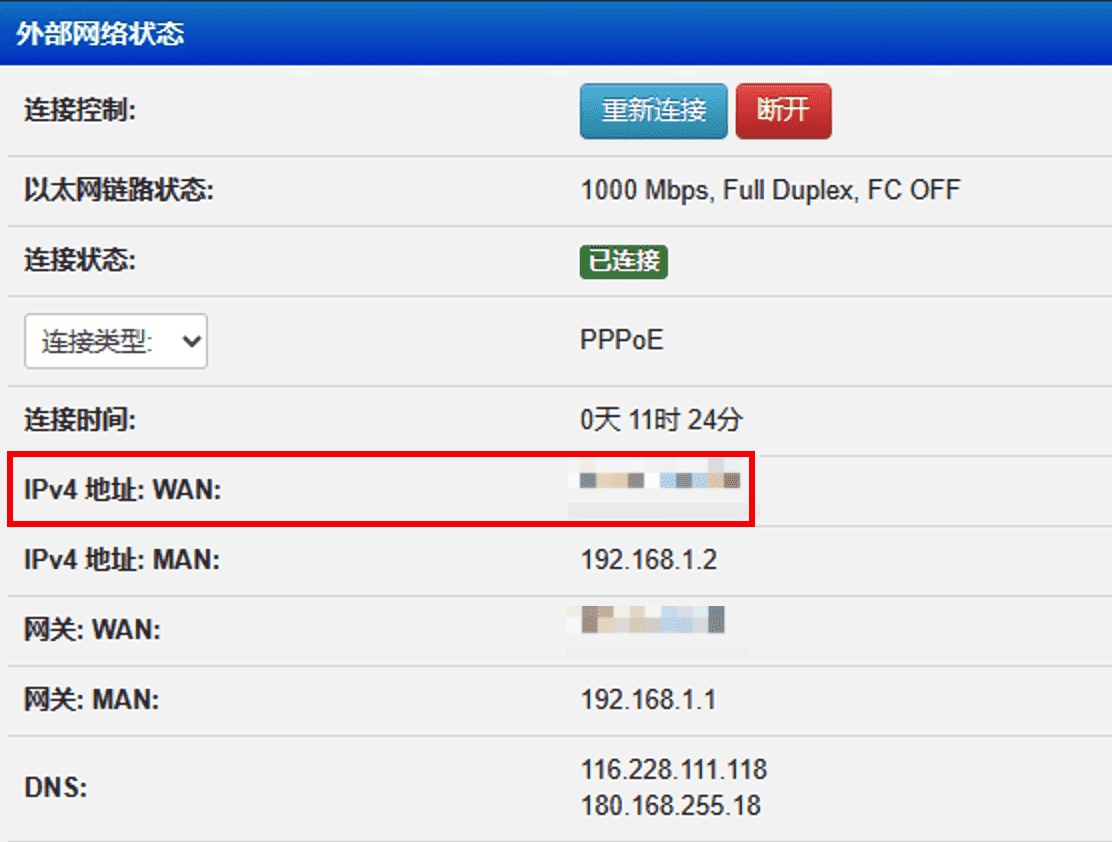 外部网络状态
连接控制: 重新连接 断开
以太网链路状态: 1000 Mbps, Full Duplex, FC OFF
连接状态: 已连接
连接类型: PPPoE
连接时间: 0天 11时 24分
IPv4 地址: WAN:
IPv4 地址: MAN: 192.168.1.2
网关: WAN:
网关: MAN: 192.168.1.1
DNS: 116.228.111.118
180.168.255.18